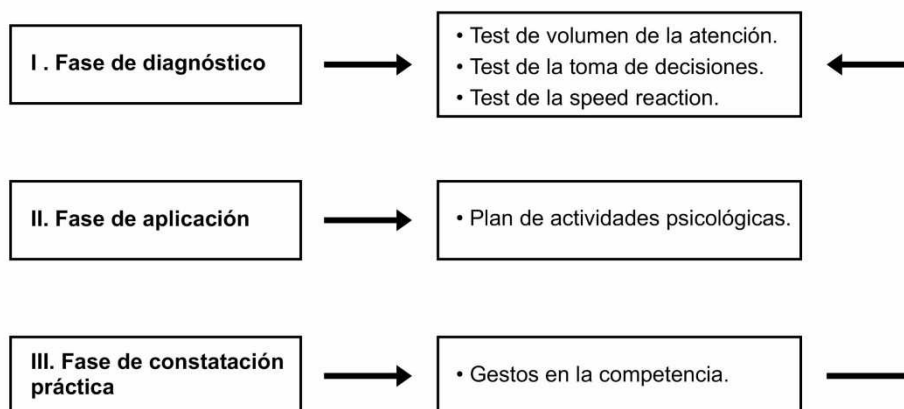 I . Fase de diagnóstico
• Test de volumen de la atención.
• Test de la toma de decisiones.
• Test de la speed reaction.
II. Fase de aplicación
• Plan de actividades psicológicas.
III. Fase de constatación
práctica
• Gestos en la competencia.